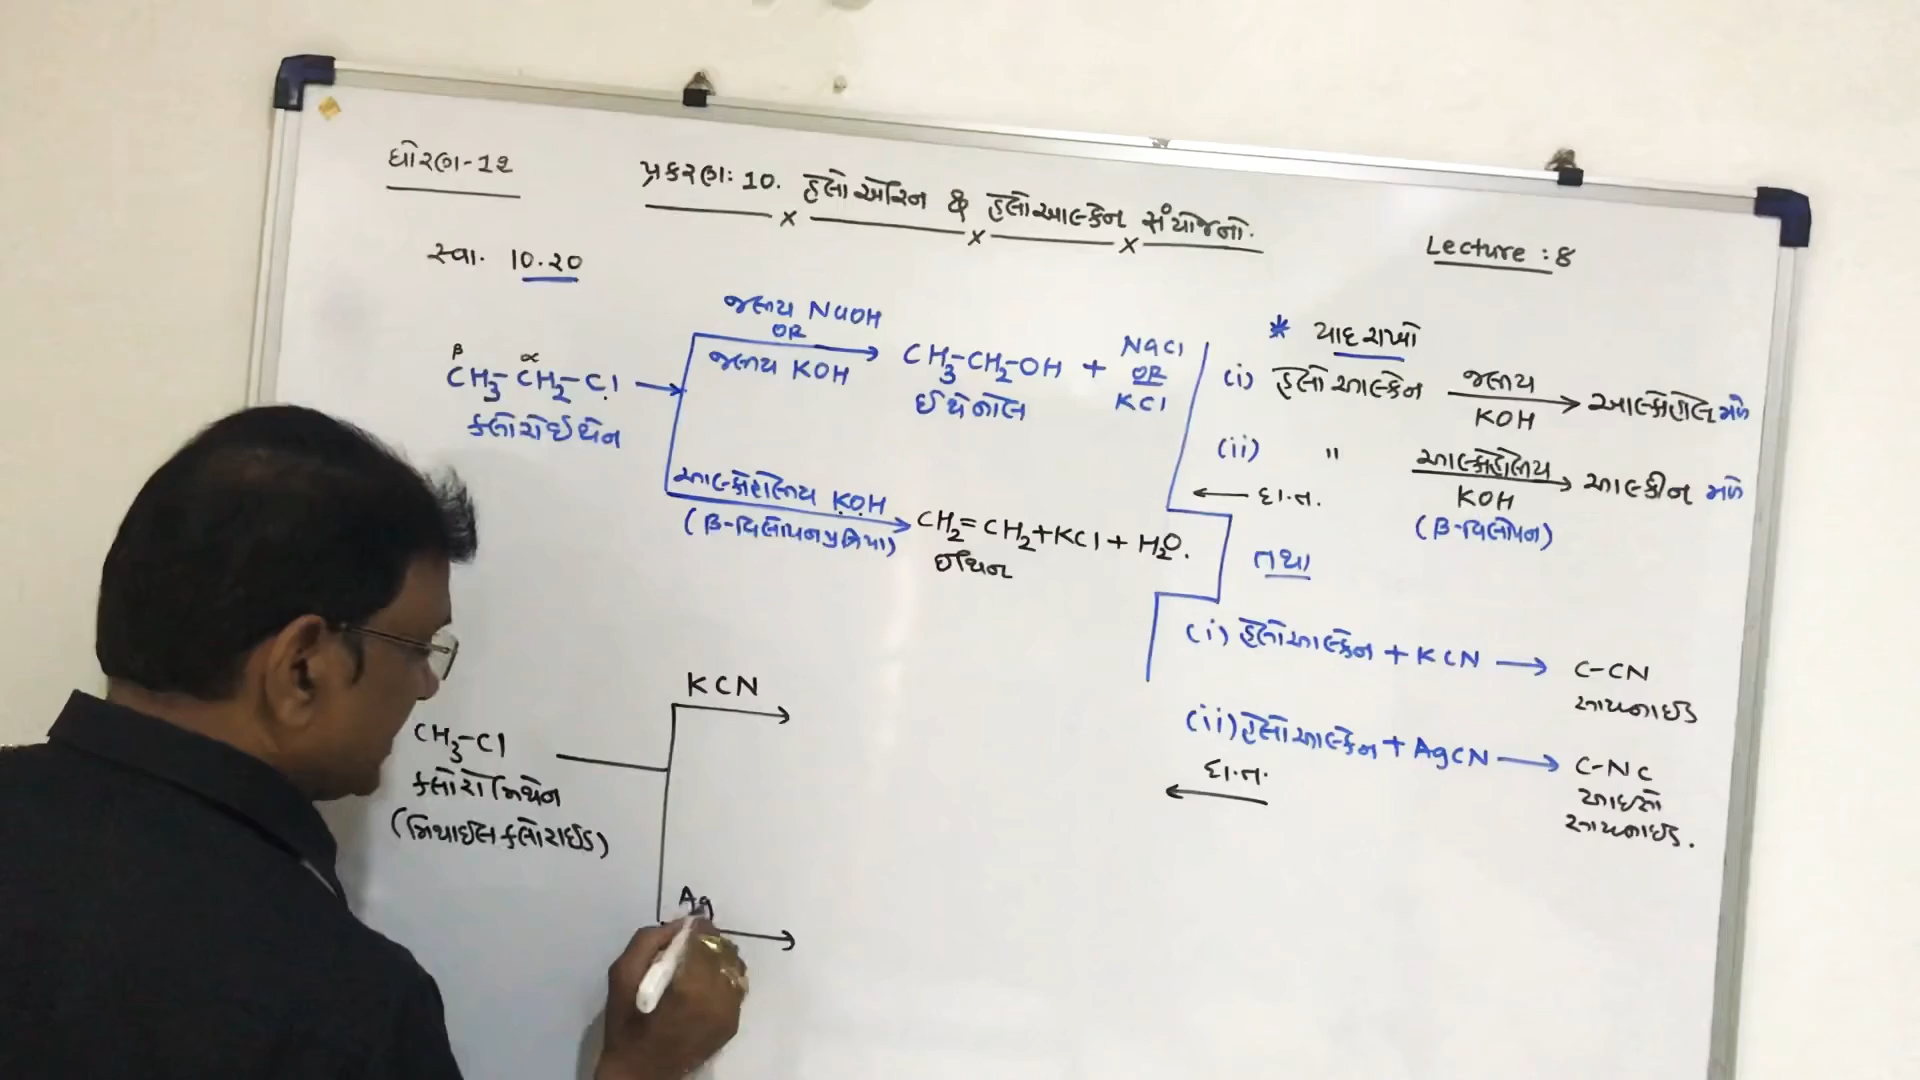 ધોરણ-૧૨
પ્રકરણ: 10. હેલોએરિન & હેલોઆલ્કેન સંયોજનો.
Lecture : 8
સ્વા. 10.20
જલીય NaOH
OR
જલીય KOH
β α
CH3-CH2-Cl
ક્લોરોઈથેન
CH3-CH2-OH + NaCl
OR
KCl
ઈથેનોલ
આલ્કોહોલીય KOH
(β-વિલોપન પ્રક્રિયા)
CH2=CH2+KCl + H2O.
ઈથિન
* યાદ રાખો
(i) હેલોઆલ્કેન જલીય KOH આલ્કોહોલ મળે
(ii) " આલ્કોહોલીય KOH આલ્કીન મળે
(β-વિલોપન)
દા.ત.
તથા
(i) હેલોઆલ્કેન + KCN C-CN
સાયનાઈડ
(ii) હેલોઆલ્કેન + AgCN C-NC
આઇસો
સાયનાઈડ.
દા.ત.
CH3-Cl
ક્લોરોમિથેન
(મિથાઈલ ક્લોરાઈડ)
KCN
Ag